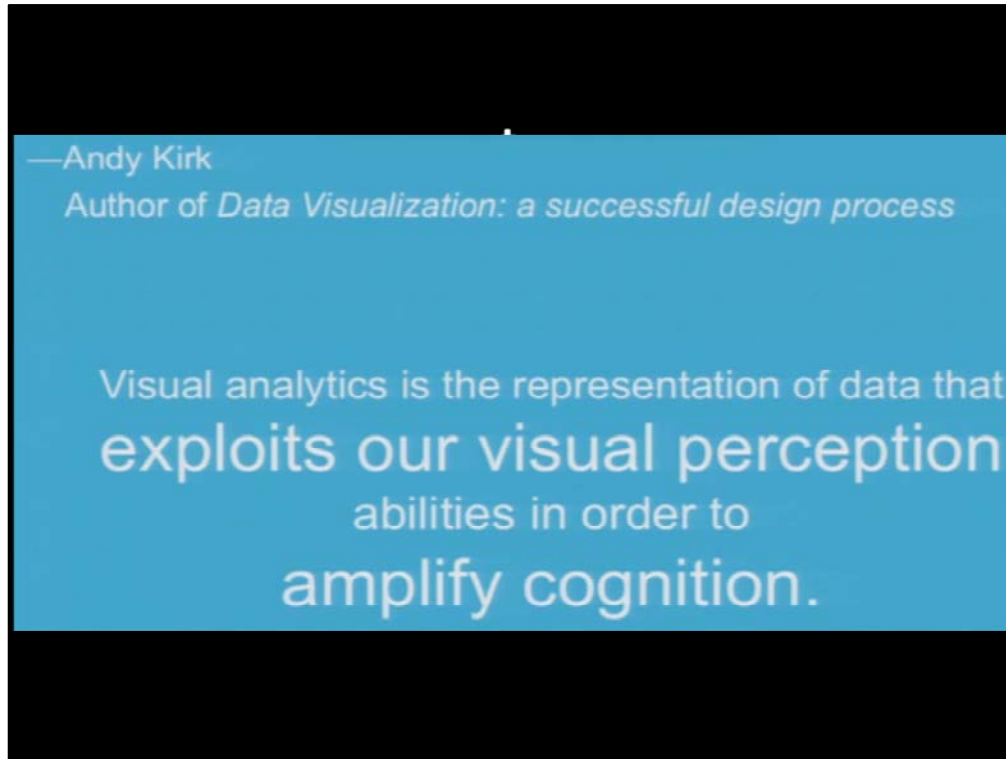 —Andy Kirk
Author of Data Visualization: a successful design process
Visual analytics is the representation of data that
exploits our visual perception
abilities in order to
amplify cognition.